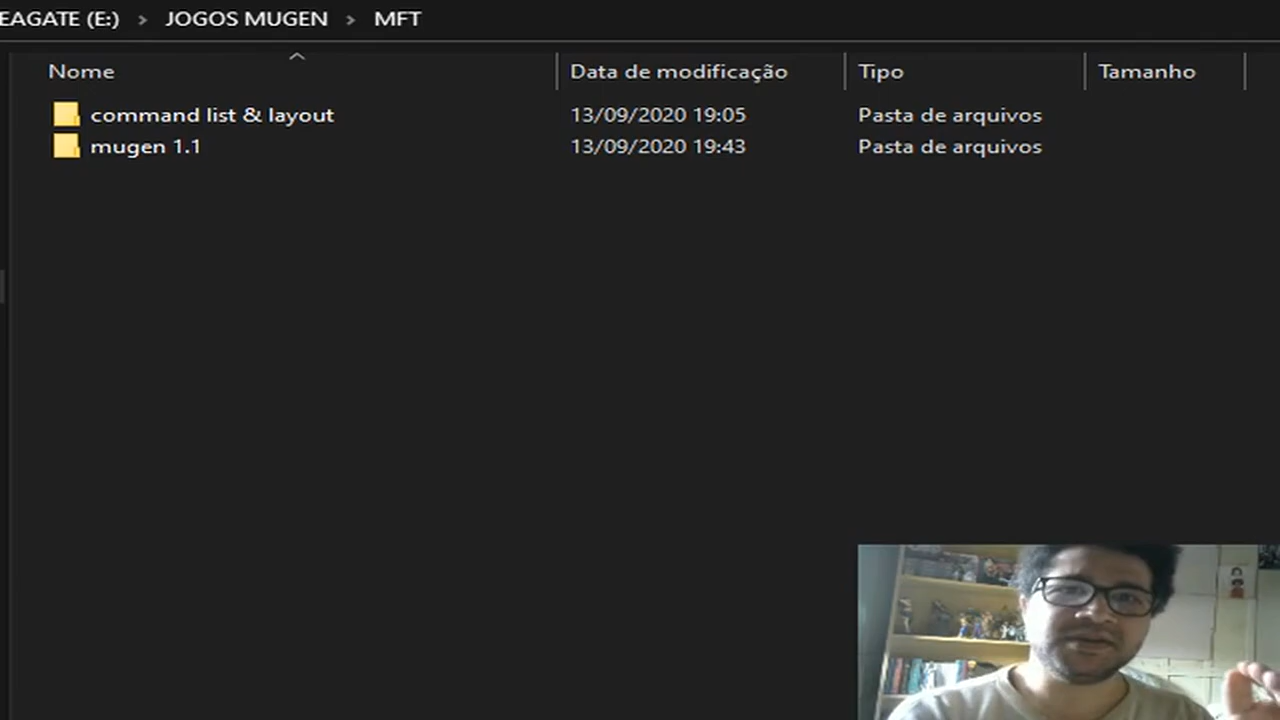 EAGATE (E:) > JOGOS MUGEN > MFT
Nome Data de modificação Tipo Tamanho
command list & layout 13/09/2020 19:05 Pasta de arquivos
mugen 1.1 13/09/2020 19:43 Pasta de arquivos